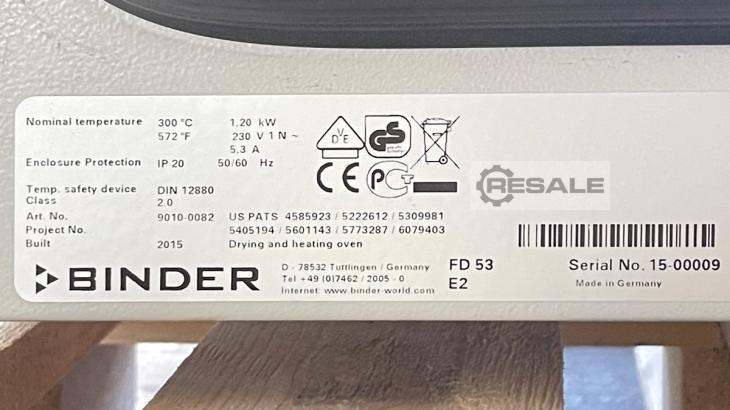 Nominal temperature 300 °C 1,20 kW
572 °F 230 V 1 N ~
5,3 A
Enclosure Protection IP 20 50/60 Hz
Temp. safety device DIN 12880
Class 2.0
Art. No. 9010-0082 US PATS 4585923 / 5222612 / 5309981
Project No. 5405194 / 5601143 / 5773287 / 6079403
Built 2015 Drying and heating oven
VDE
GS
CE
RESALE
BINDER
D - 78532 Tuttlingen / Germany
Tel +49 (0)7462 / 2005 - 0
Internet: www.binder-world.com
FD 53
E2
Serial No. 15-00009
Made in Germany